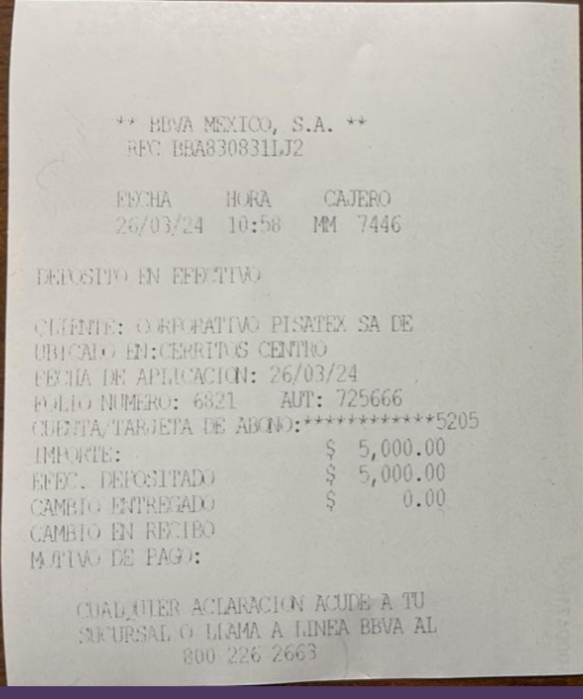 ** BBVA MEXICO, S.A. **
RFC BBA830831LJ2
FECHA HORA CAJERO
26/03/24 10:58 MM 7446
DEPOSITO EN EFECTIVO
CLIENTE: CORPORATIVO PISATEX SA DE
UBICADO EN:CERRITOS CENTRO
FECHA DE APLICACION: 26/03/24
FOLIO NUMERO: 6821 AUT: 725666
CUENTA/TARJETA DE ABONO:************5205
IMPORTE: $ 5,000.00
EFEC. DEPOSITADO $ 5,000.00
CAMBIO ENTREGADO $ 0.00
CAMBIO EN RECIBO
MOTIVO DE PAGO:
CUALQUIER ACLARACION ACUDE A TU
SUCURSAL O LLAMA A LINEA BBVA AL
800 226 2663